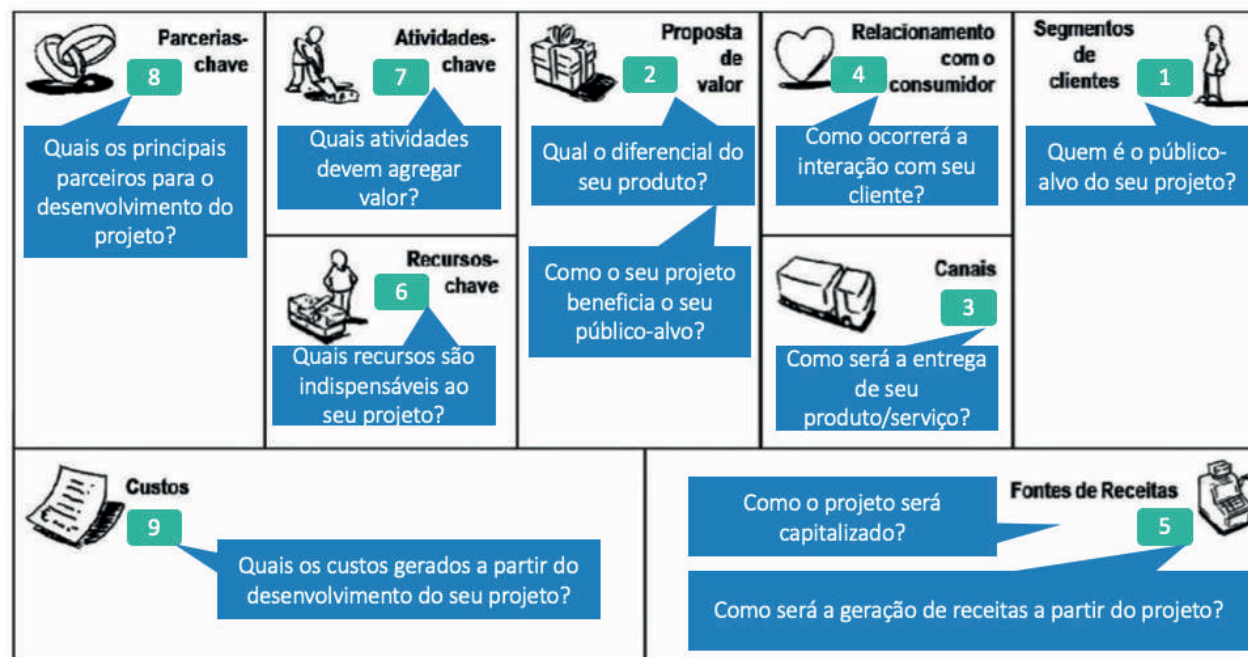 Parcerias-
chave
8
Quais os principais
parceiros para o
desenvolvimento do
projeto?
Atividades-
chave
7
Quais atividades
devem agregar
valor?
Recursos-
chave
6
Quais recursos são
indispensáveis ao
seu projeto?
Proposta
de
valor
2
Qual o diferencial do
seu produto?
Como o seu projeto
beneficia o seu
público-alvo?
Relacionamento
com o
consumidor
4
Como ocorrerá a
interação com seu
cliente?
Canais
3
Como será a entrega
de seu
produto/serviço?
Segmentos
de
clientes
1
Quem é o público-
alvo do seu projeto?
Custos
9
Quais os custos gerados a partir do
desenvolvimento do seu projeto?
Fontes de Receitas
5
Como o projeto será
capitalizado?
Como será a geração de receitas a partir do projeto?